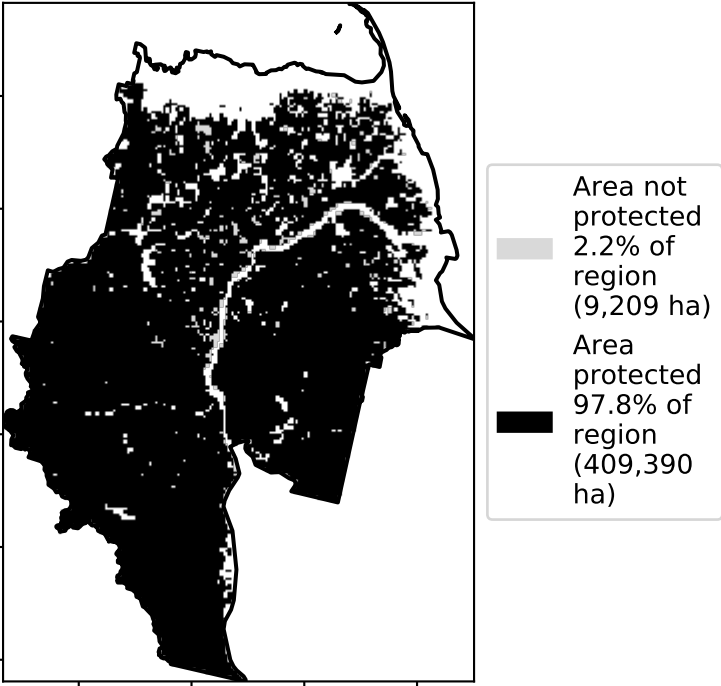 Area not
protected
2.2% of
region
(9,209 ha)
Area
protected
97.8% of
region
(409,390
ha)